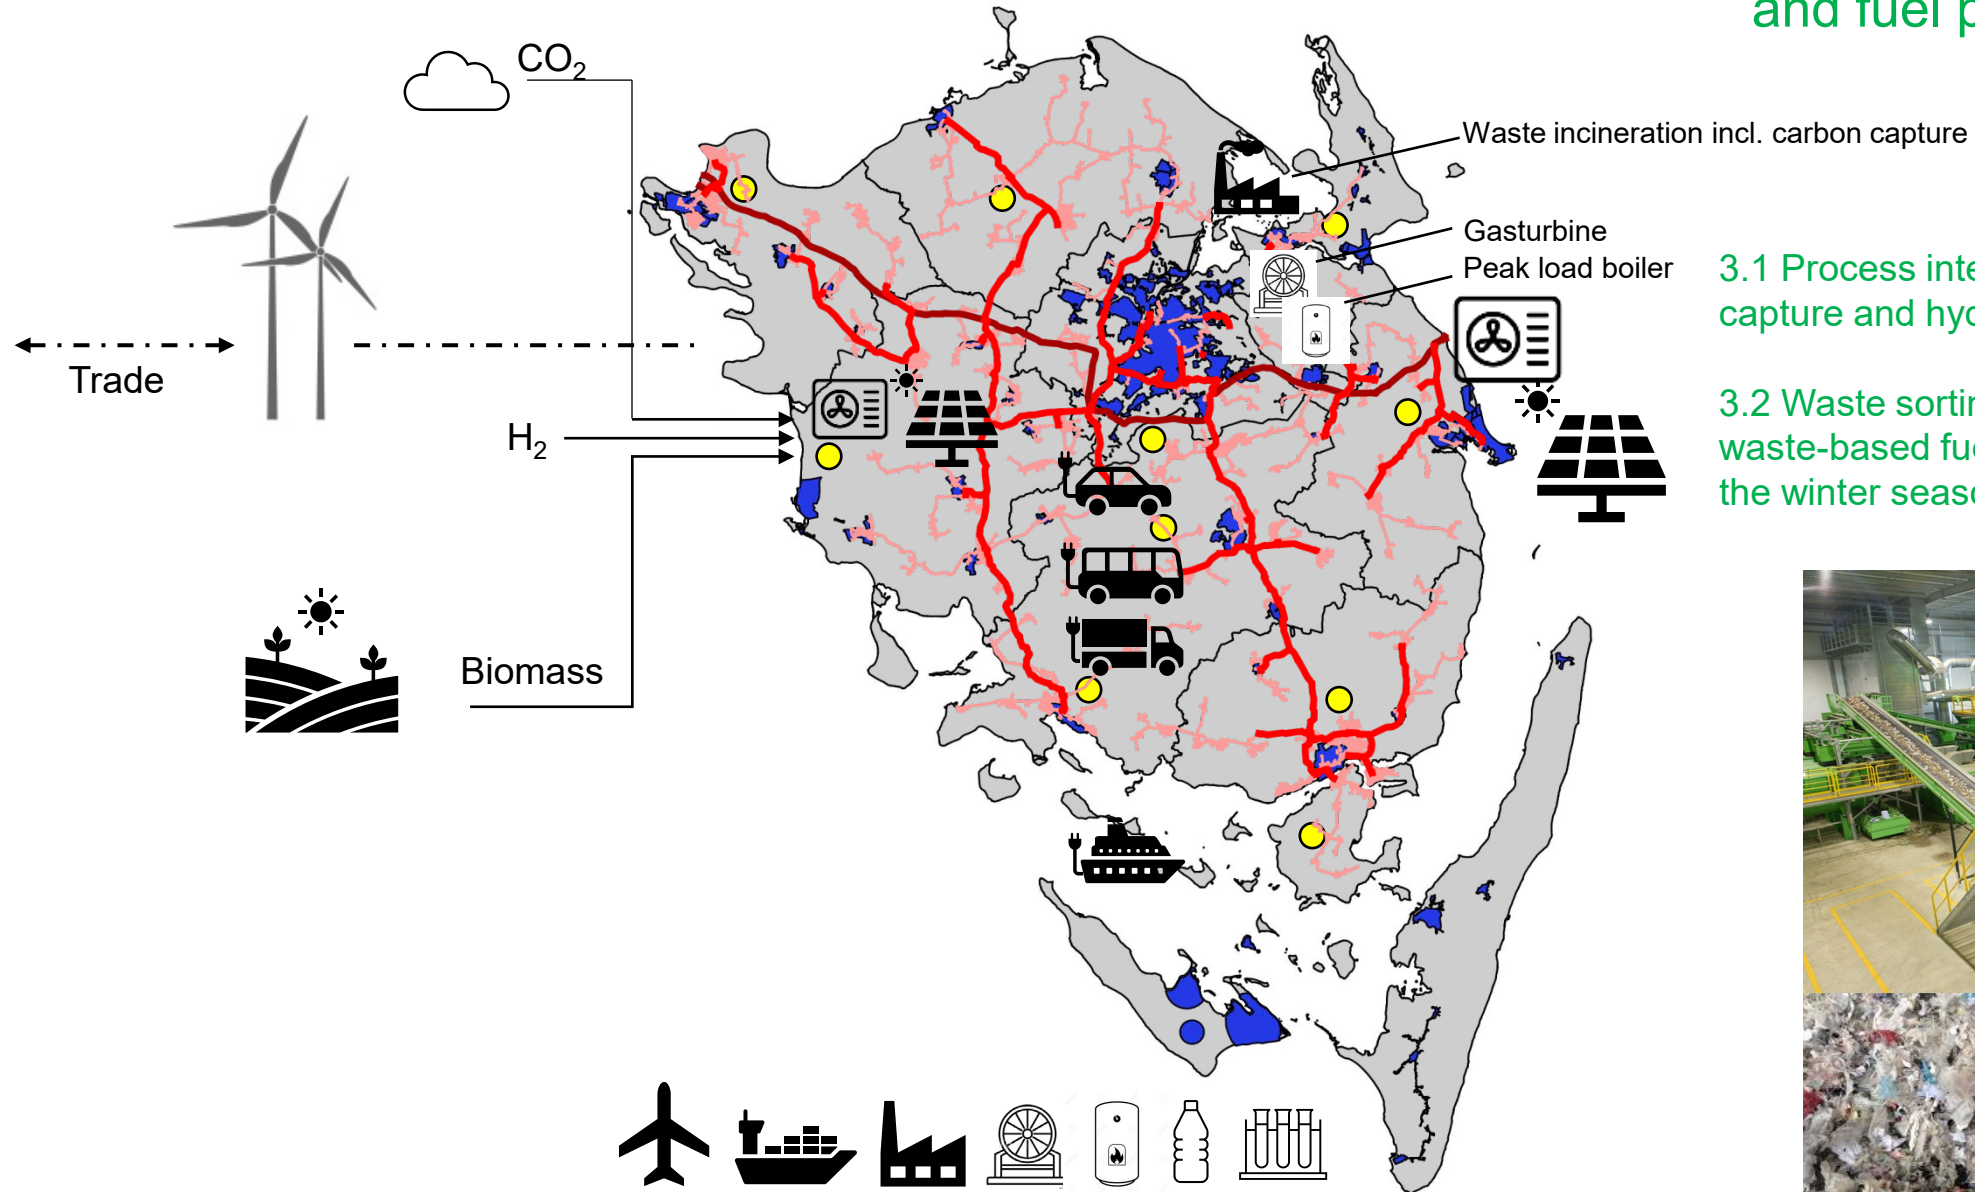 and fuel p
CO₂
Waste incineration incl. carbon capture
Gasturbine
Peak load boiler
3.1 Process inte
capture and hyd
Trade
3.2 Waste sortin
waste-based fue
the winter seaso
H₂
Biomass